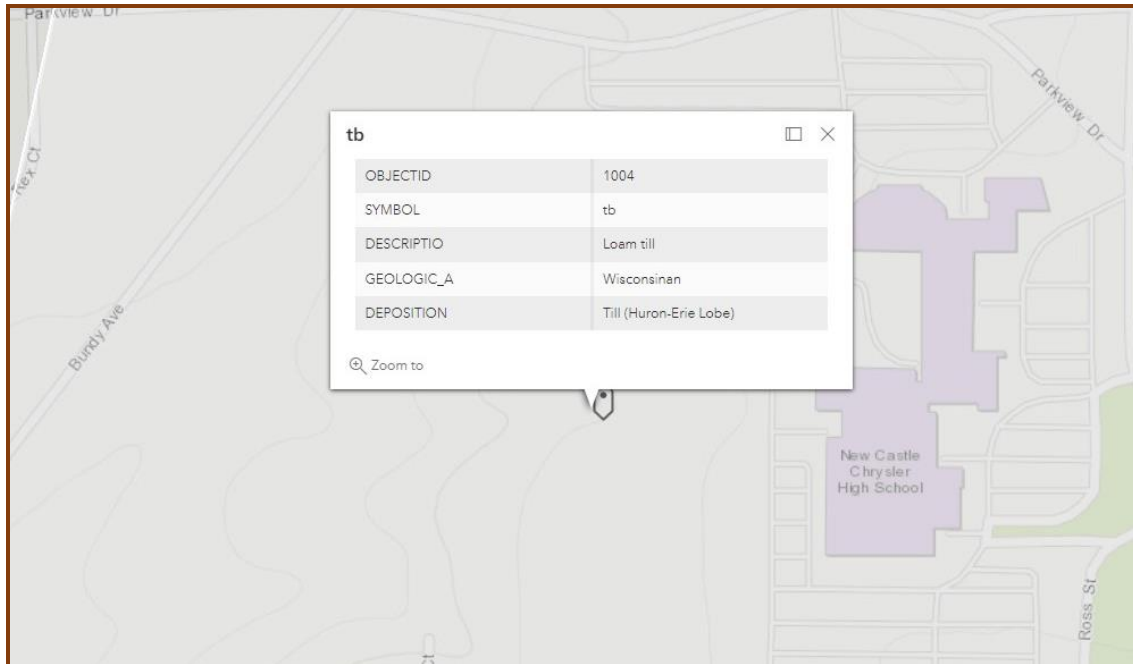 Parkview Dr
Parkview Dr
Rex Ct
tb
OBJECTID 1004
SYMBOL tb
DESCRIPTIO Loam till
GEOLOGIC_A Wisconsinan
DEPOSITION Till (Huron-Erie Lobe)
Zoom to
Bundy Ave
New Castle
Chrysler
High School
Ross St
Ct